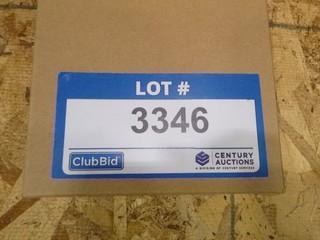 LOT #
3346
ClubBid
CENTURY
AUCTIONS
A DIVISION OF CENTURY SERVICES